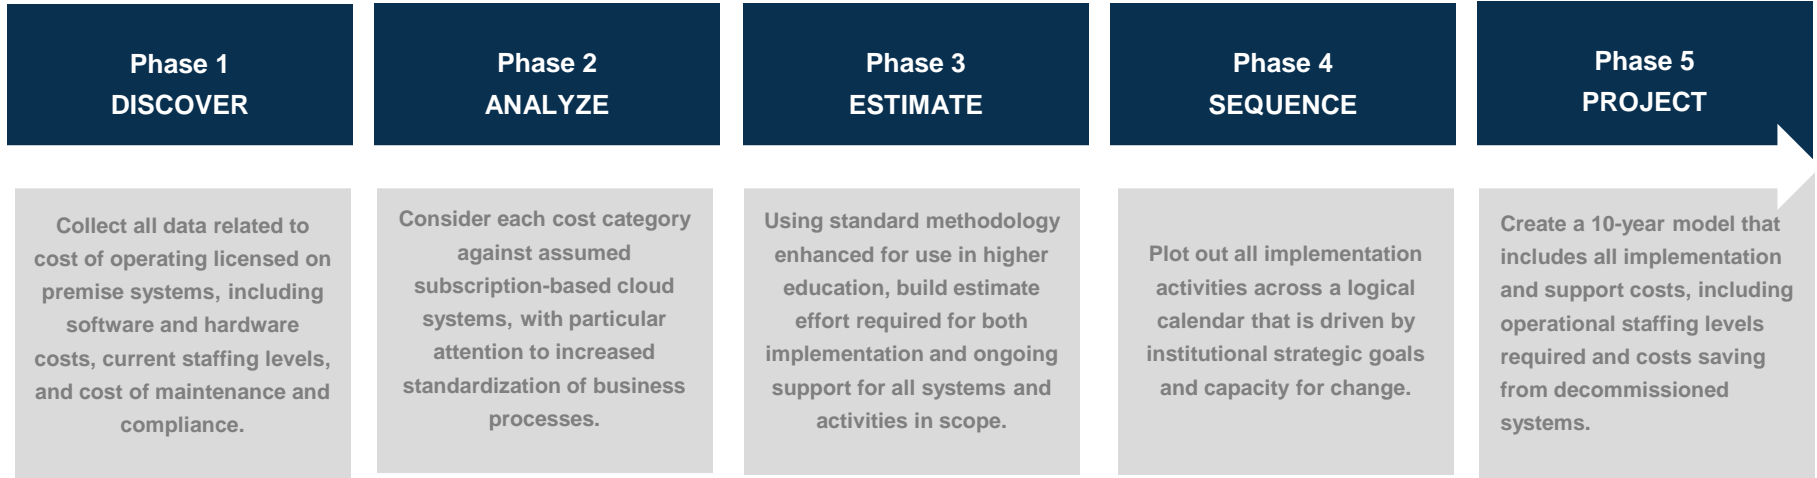 Phase 1
DISCOVER
Phase 2
ANALYZE
Phase 3
ESTIMATE
Phase 4
SEQUENCE
Phase 5
PROJECT
Collect all data related to
cost of operating licensed on
premise systems, including
software and hardware
costs, current staffing levels,
and cost of maintenance and
compliance.
Consider each cost category
against assumed
subscription-based cloud
systems, with particular
attention to increased
standardization of business
processes.
Using standard methodology
enhanced for use in higher
education, build estimate
effort required for both
implementation and ongoing
support for all systems and
activities in scope.
Plot out all implementation
activities across a logical
calendar that is driven by
institutional strategic goals
and capacity for change.
Create a 10-year model that
includes all implementation
and support costs, including
operational staffing levels
required and costs saving
from decommissioned
systems.